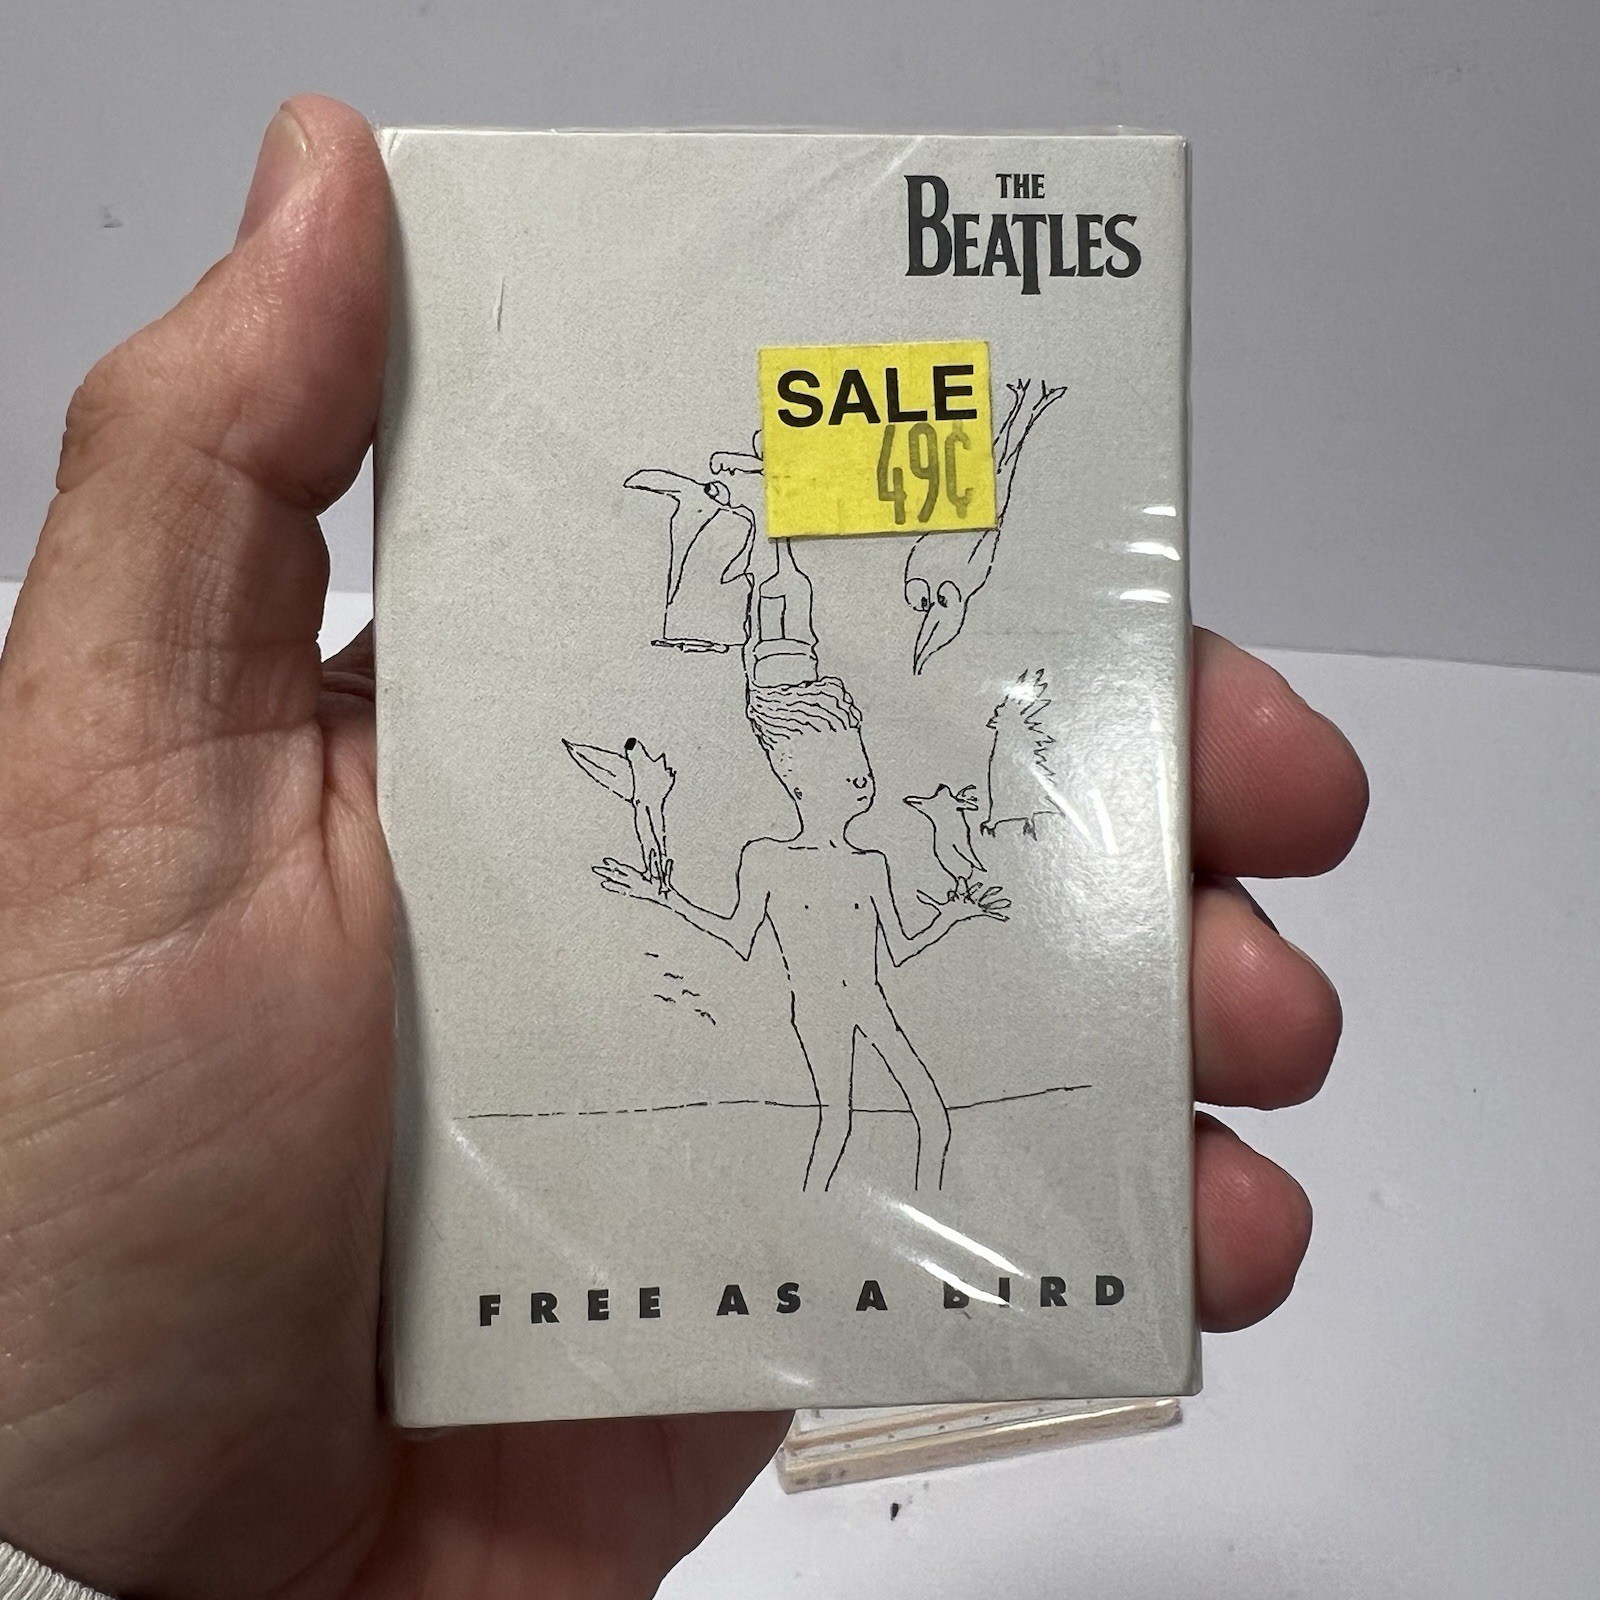 THE
BEATLES
SALE
49¢
FREE AS A BIRD